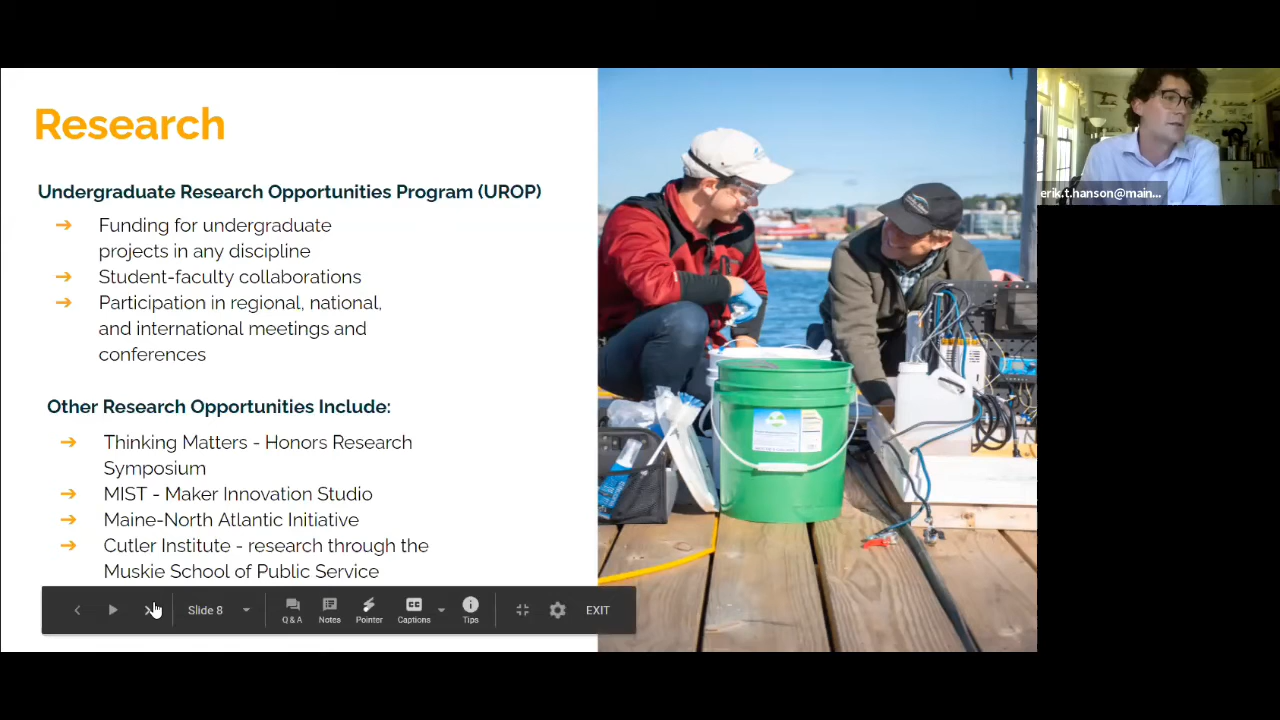 Research
Undergraduate Research Opportunities Program (UROP)
➔ Funding for undergraduate
projects in any discipline
➔ Student-faculty collaborations
➔ Participation in regional, national,
and international meetings and
conferences
Other Research Opportunities Include:
➔ Thinking Matters - Honors Research
Symposium
➔ MIST - Maker Innovation Studio
➔ Maine-North Atlantic Initiative
➔ Cutler Institute - research through the
Muskie School of Public Service
Slide 8
Q & A
Notes
Pointer
CC
Captions
Tips
EXIT
erik.t.hanson@main...